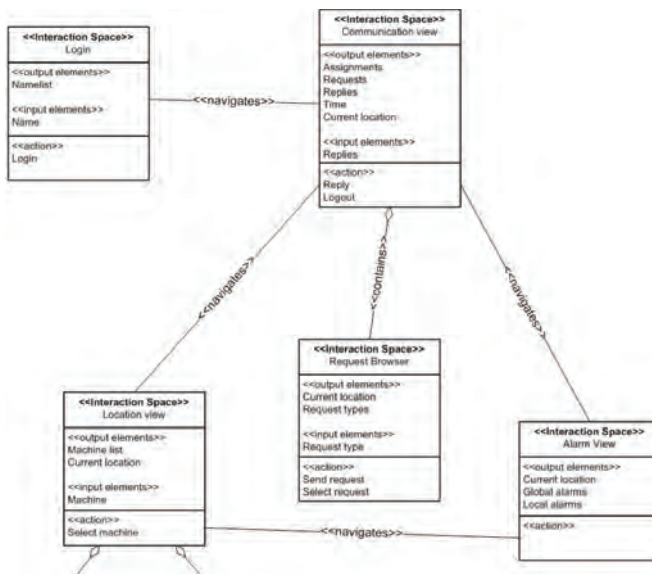 <<Interaction Space>>
Login
<<output elements>>
Namelist
<<input elements>>
Name
<<action>>
Login
<<navigates>>
<<Interaction Space>>
Communication view
<<output elements>>
Assignments
Requests
Replies
Time
Current location
<<input elements>>
Replies
<<action>>
Reply
Logout
<<navigates>>
<<contains>>
<<navigates>>
<<Interaction Space>>
Location view
<<output elements>>
Machine list
Current location
<<input elements>>
Machine
<<action>>
Select machine
<<Interaction Space>>
Request Browser
<<output elements>>
Current location
Request types
<<input elements>>
Request type
<<action>>
Send request
Select request
<<Interaction Space>>
Alarm View
<<output elements>>
Current location
Global alarms
Local alarms
<<action>>
<<navigates>>